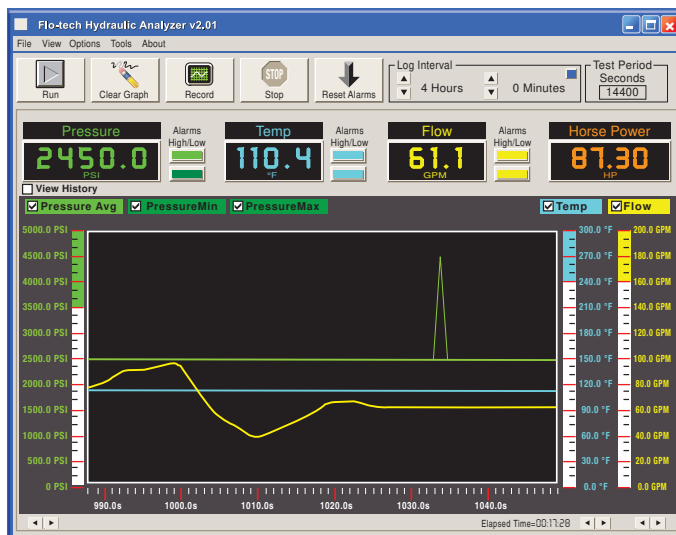 Flo-tech Hydraulic Analyzer v2.01
File View Options Tools About
Run
Clear Graph
Record
STOP
Stop
Reset Alarms
Log Interval
4 Hours
0 Minutes
Test Period
Seconds
14400
Pressure
2450.0
PSI
Alarms
High/Low
Temp
110.4
°F
Alarms
High/Low
Flow
61.1
GPM
Alarms
High/Low
Horse Power
87.30
HP
View History
Pressure Avg
PressureMin
PressureMax
Temp
Flow
5000.0 PSI
4500.0 PSI
4000.0 PSI
3500.0 PSI
3000.0 PSI
2500.0 PSI
2000.0 PSI
1500.0 PSI
1000.0 PSI
500.0 PSI
0 PSI
300.0 °F
270.0 °F
240.0 °F
210.0 °F
180.0 °F
150.0 °F
120.0 °F
90.0 °F
60.0 °F
30.0 °F
0.0 °F
200.0 GPM
180.0 GPM
160.0 GPM
140.0 GPM
120.0 GPM
100.0 GPM
80.0 GPM
60.0 GPM
40.0 GPM
20.0 GPM
0.0 GPM
990.0s
1000.0s
1010.0s
1020.0s
1030.0s
1040.0s
Elapsed Time=00:17:28